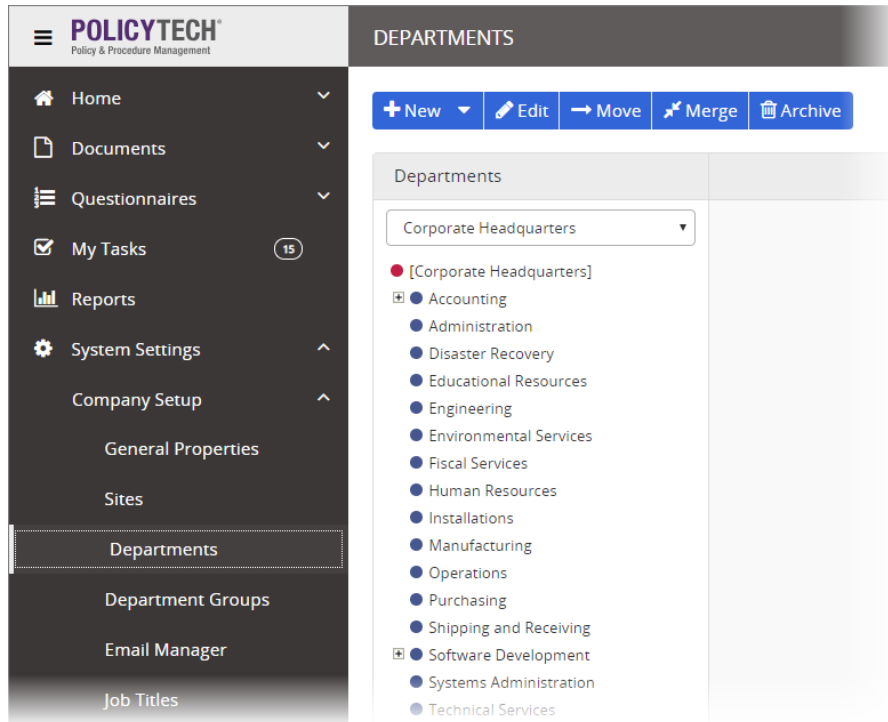 POLICYTECH®
Policy & Procedure Management
DEPARTMENTS
Home
Documents
Questionnaires
My Tasks 15
Reports
System Settings
Company Setup
General Properties
Sites
Departments
Department Groups
Email Manager
Job Titles
New Edit Move Merge Archive
Departments
Corporate Headquarters
[Corporate Headquarters]
Accounting
Administration
Disaster Recovery
Educational Resources
Engineering
Environmental Services
Fiscal Services
Human Resources
Installations
Manufacturing
Operations
Purchasing
Shipping and Receiving
Software Development
Systems Administration
Technical Services